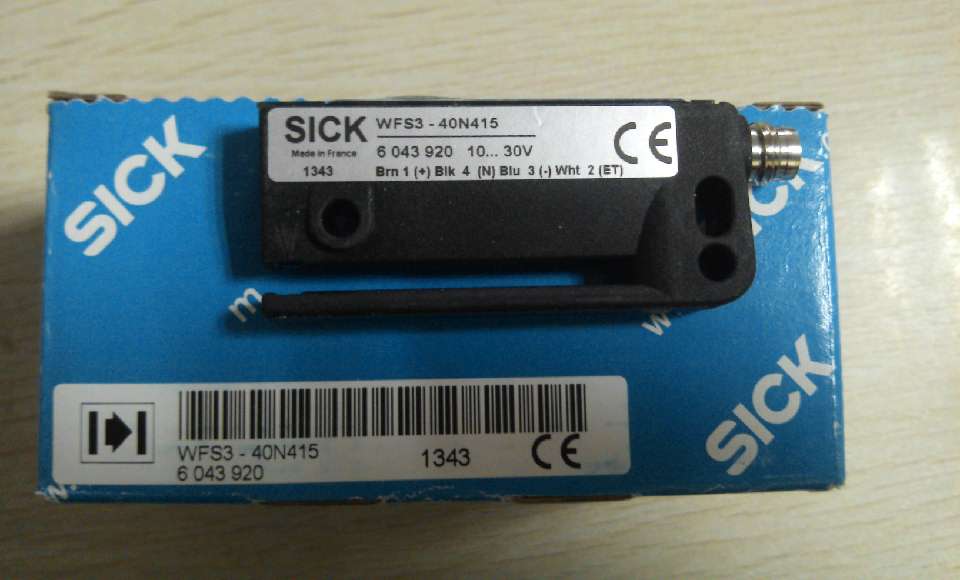 SICK
Made in France
1343
WFS3 - 40N415
6 043 920 10... 30V
Brn 1 (+) Blk 4 (N) Blu 3 (-) Wht 2 (ET)
CE
SICK
SICK
m
w
SICK
WFS3 - 40N415
6 043 920
1343
CE
w.